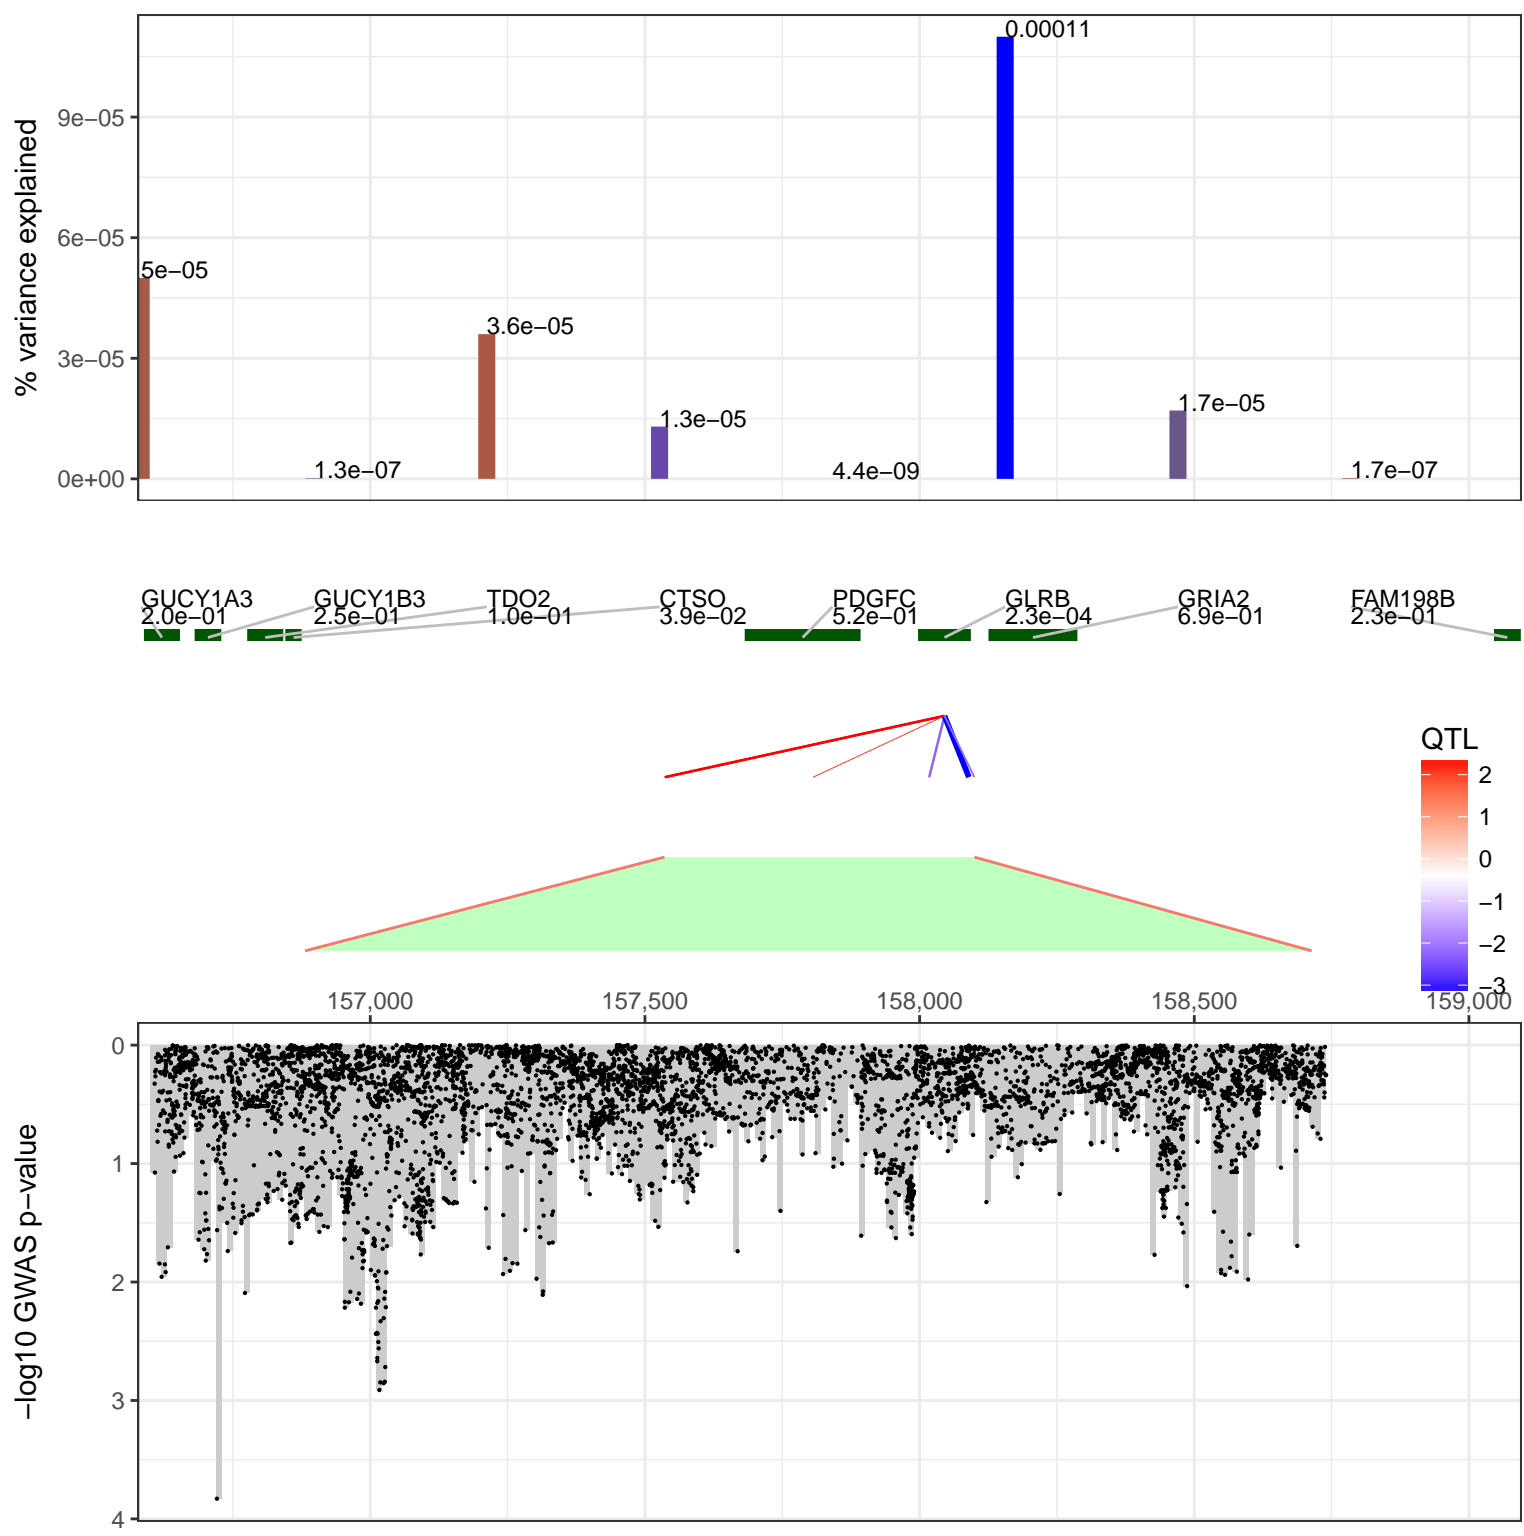 0.00011
9e−05
6e−05
5e−05
3.6e−05
3e−05
1.3e−05
1.7e−05
1.3e−07
4.4e−09
1.7e−07
0e+00
% variance explained
GUCY1A3 GUCY1B3 TDO2 CTSO PDGFC GLRB GRIA2 FAM198B
2.0e−01 2.5e−01 1.0e−01 3.9e−02 5.2e−01 2.3e−04 6.9e−01 2.3e−01
QTL
2
1
0
−1
−2
−3
157,000 157,500 158,000 158,500 159,000
0
1
2
3
4
−log10 GWAS p−value